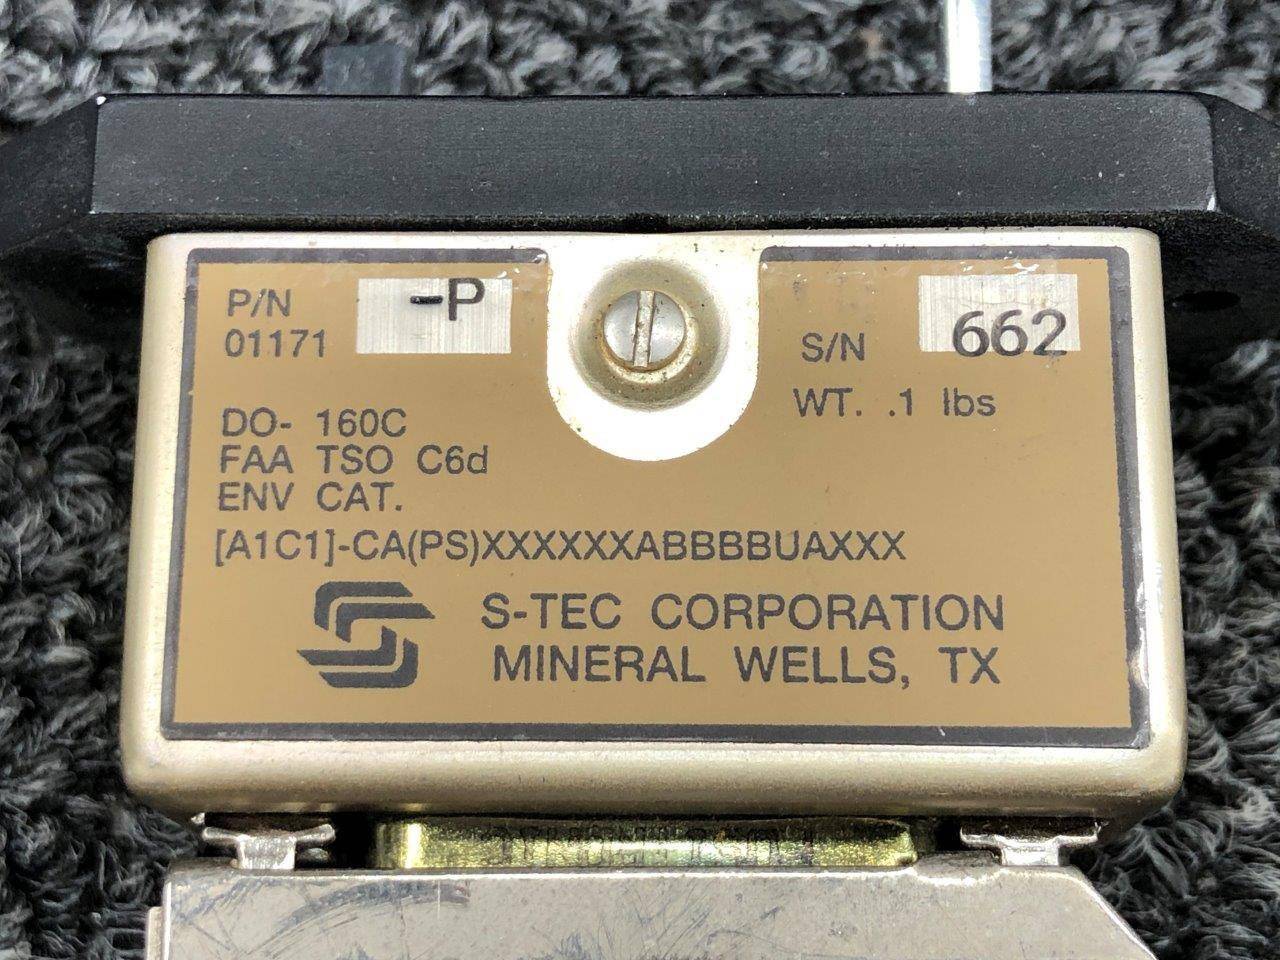 P/N -P
01171
S/N 662
WT. .1 lbs
DO- 160C
FAA TSO C6d
ENV CAT.
[A1C1]-CA(PS)XXXXXXABBBBUAXXX
S-TEC CORPORATION
MINERAL WELLS, TX